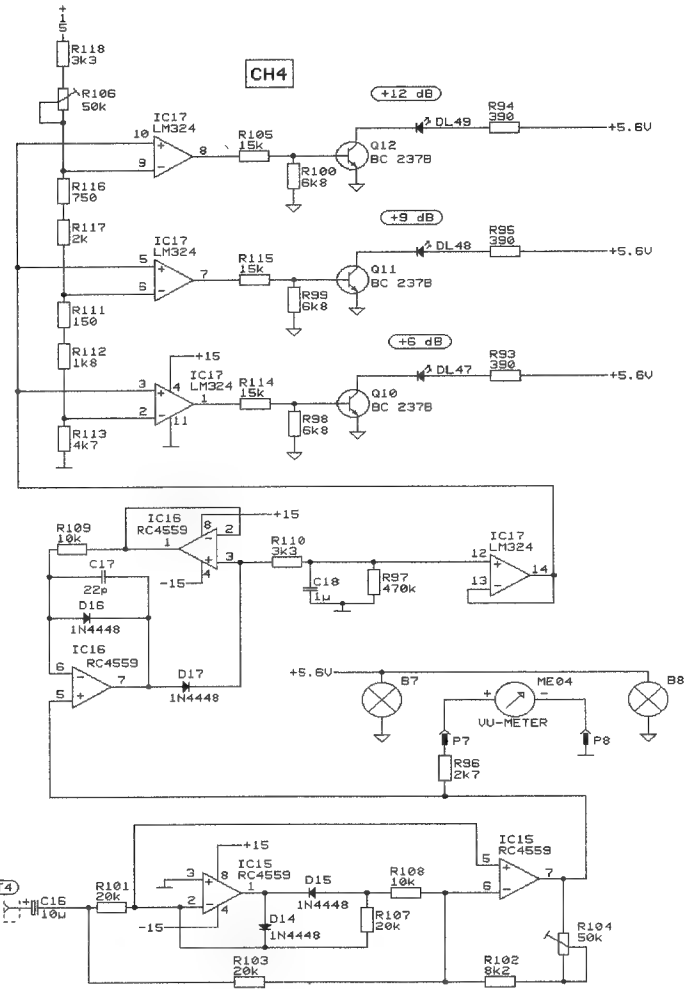 +15
R118
3k3
CH4
R106
50k
+12 dB
R94
390
DL49
+5.6V
IC17
LM324
10
9
8
R105
15k
Q12
BC 237B
R100
6k8
R116
750
R117
2k
+9 dB
R95
390
DL48
+5.6V
IC17
LM324
5
6
7
R115
15k
Q11
BC 237B
R99
6k8
R111
150
R112
1k8
+6 dB
R93
390
DL47
+5.6V
+15
IC17
LM324
3
4
2
1
11
R114
15k
Q10
BC 237B
R98
6k8
R113
4k7
R109
10k
IC16
RC4559
+15
8
2
1
3
4
-15
R110
3k3
C18
1µ
R97
470k
IC17
LM324
12
13
14
C17
22p
D16
1N4448
IC16
RC4559
6
5
7
D17
1N4448
+5.6V
B7
ME04
+
-
VU-METER
B8
P7
P8
R96
2k7
+15
IC15
RC4559
3
8
2
1
4
-15
D15
1N4448
D14
1N4448
R108
10k
R107
20k
IC15
RC4559
5
6
7
+
C16
10µ
R101
20k
R103
20k
R102
8k2
R104
50k